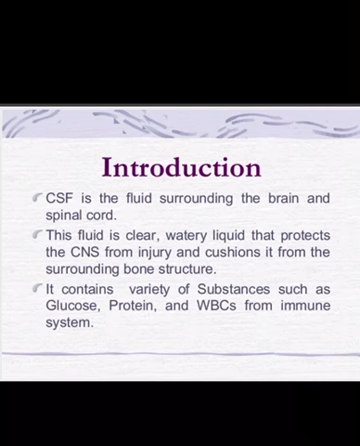 Introduction
CSF is the fluid surrounding the brain and
spinal cord.
This fluid is clear, watery liquid that protects
the CNS from injury and cushions it from the
surrounding bone structure.
It contains variety of Substances such as
Glucose, Protein, and WBCs from immune
system.